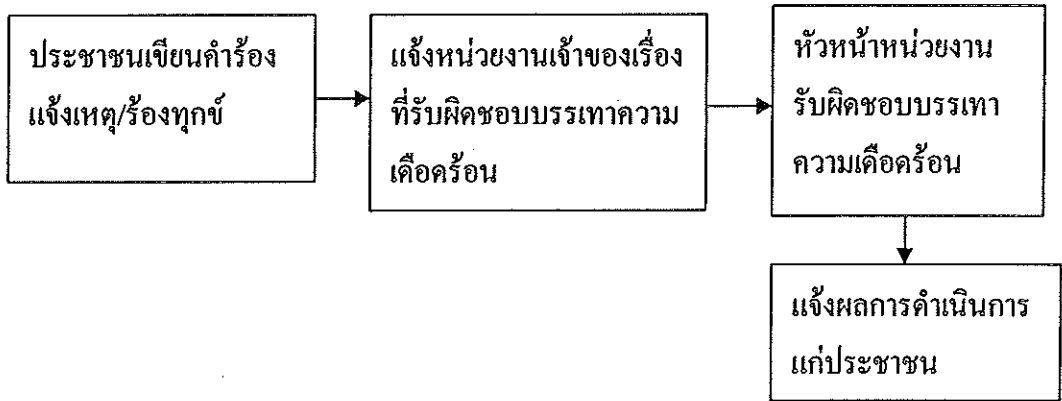 ประชาชนเขียนคำร้อง
แจ้งเหตุ/ร้องทุกข์
แจ้งหน่วยงานเจ้าของเรื่อง
ที่รับผิดชอบบรรเทาความ
เดือดร้อน
หัวหน้าหน่วยงาน
รับผิดชอบบรรเทา
ความเดือดร้อน
แจ้งผลการดำเนินการ
แก่ประชาชน